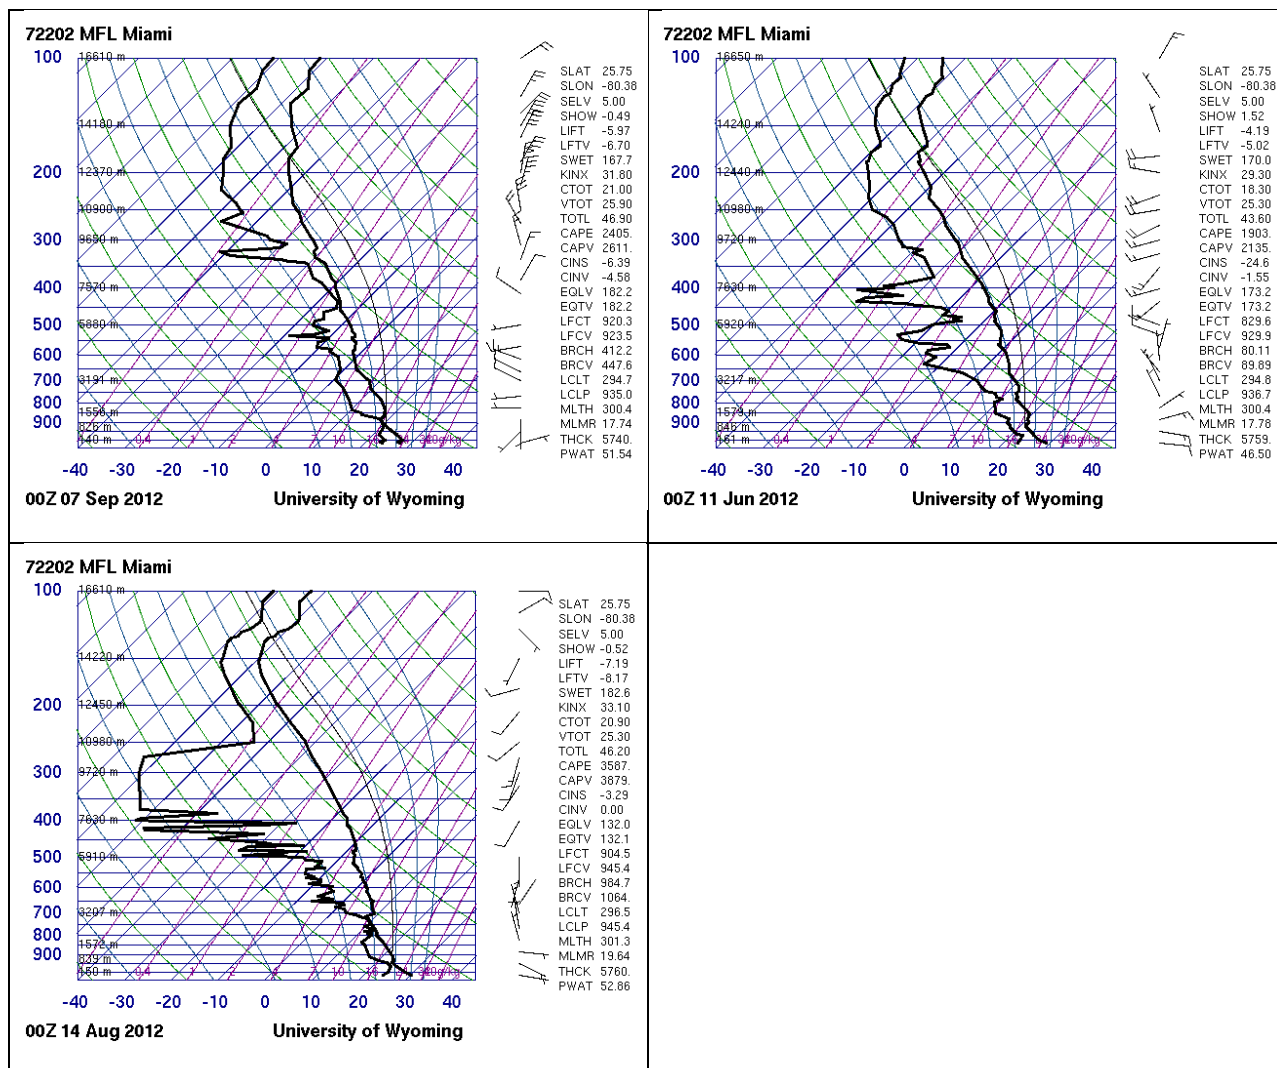 72202 MFL Miami
100
16610 m
14180 m
200
12370 m
10900 m
300
9690 m
400
7570 m
500
5880 m
600
700
3191 m
800
1556 m
900
826 m
140 m
0.4
1
2
4
7
10
16
-40
-30
-20
-10
0
10
20
30
40
00Z 07 Sep 2012
University of Wyoming
SLAT 25.75
SLON -80.38
SELV 5.00
SHOW -0.49
LIFT -5.97
LFTV -6.70
SWET 167.7
KINX 31.80
CTOT 21.00
VTOT 25.90
TOTL 46.90
CAPE 2405.
CAPV 2611.
CINS -6.39
CINV -4.58
EQLV 182.2
EQTV 182.2
LFCT 920.3
LFCV 923.5
BRCH 412.2
BRCV 447.6
LCLT 294.7
LCLP 935.0
MLTH 300.4
MLMR 17.74
THCK 5740.
PWAT 51.54
72202 MFL Miami
100
16650 m
14240 m
200
12440 m
10980 m
300
9720 m
400
7630 m
500
5920 m
600
700
3217 m
800
1579 m
900
846 m
161 m
0.4
1
2
4
7
10
16
-40
-30
-20
-10
0
10
20
30
40
00Z 11 Jun 2012
University of Wyoming
SLAT 25.75
SLON -80.38
SELV 5.00
SHOW 1.52
LIFT -4.19
LFTV -5.02
SWET 170.0
KINX 29.30
CTOT 18.30
VTOT 25.30
TOTL 43.60
CAPE 1903.
CAPV 2135.
CINS -24.6
CINV -1.55
EQLV 173.2
EQTV 173.2
LFCT 829.6
LFCV 929.9
BRCH 80.11
BRCV 89.89
LCLT 294.8
LCLP 936.7
MLTH 300.4
MLMR 17.78
THCK 5759.
PWAT 46.50
72202 MFL Miami
100
16610 m
14220 m
200
12450 m
10980 m
300
9720 m
400
7630 m
500
5910 m
600
700
3207 m
800
1572 m
900
839 m
150 m
0.4
1
2
4
7
10
16
-40
-30
-20
-10
0
10
20
30
40
00Z 14 Aug 2012
University of Wyoming
SLAT 25.75
SLON -80.38
SELV 5.00
SHOW -0.52
LIFT -7.19
LFTV -8.17
SWET 182.6
KINX 33.10
CTOT 20.90
VTOT 25.30
TOTL 46.20
CAPE 3587.
CAPV 3879.
CINS -3.29
CINV 0.00
EQLV 132.0
EQTV 132.1
LFCT 904.5
LFCV 945.4
BRCH 984.7
BRCV 1064.
LCLT 296.5
LCLP 945.4
MLTH 301.3
MLMR 19.64
THCK 5760.
PWAT 52.86